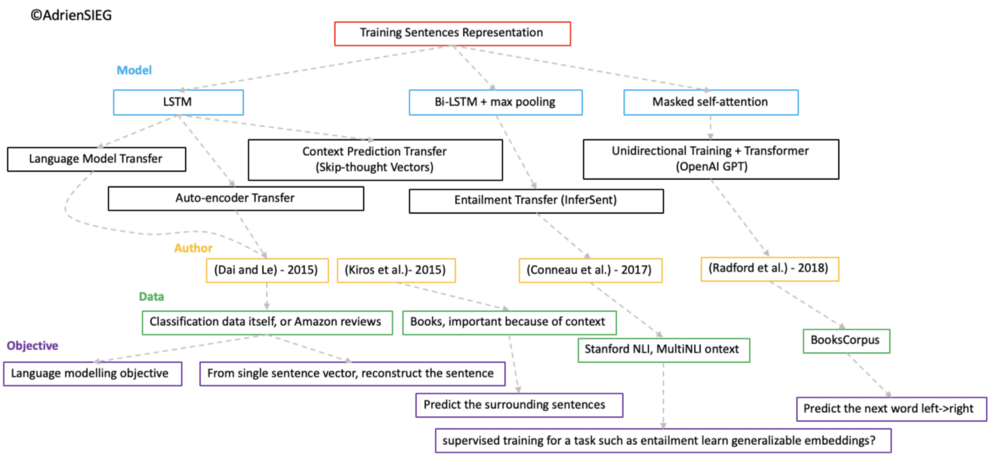 ©AdrienSIEG
Training Sentences Representation
Model
LSTM
Bi-LSTM + max pooling
Masked self-attention
Language Model Transfer
Context Prediction Transfer
(Skip-thought Vectors)
Unidirectional Training + Transformer
(OpenAI GPT)
Auto-encoder Transfer
Entailment Transfer (InferSent)
Author
(Dai and Le) - 2015)
(Kiros et al.)- 2015)
(Conneau et al.) - 2017)
(Radford et al.) - 2018)
Data
Classification data itself, or Amazon reviews
Books, important because of context
Stanford NLI, MultiNLI ontext
BooksCorpus
Objective
Language modelling objective
From single sentence vector, reconstruct the sentence
Predict the surrounding sentences
Predict the next word left->right
supervised training for a task such as entailment learn generalizable embeddings?